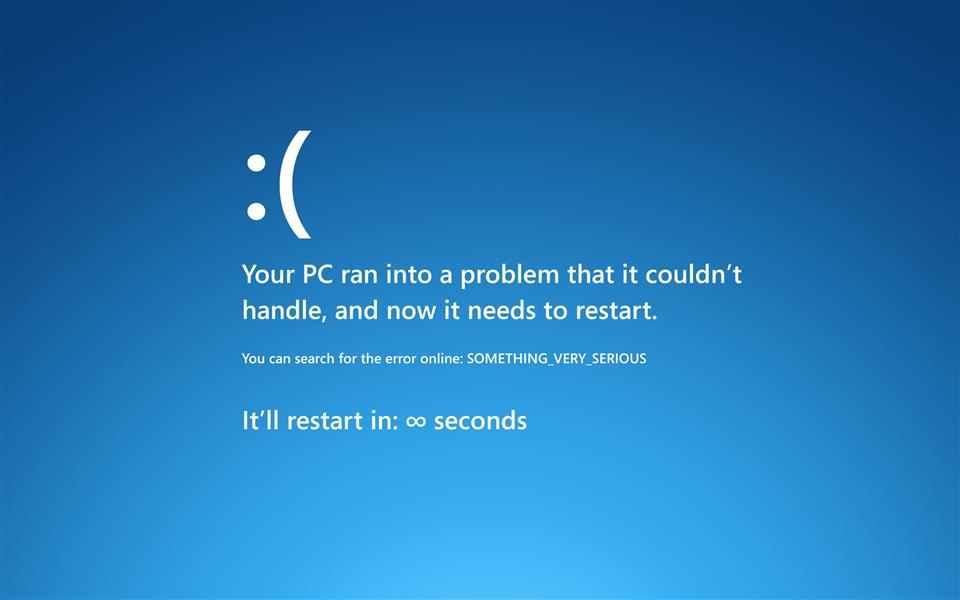 :(
Your PC ran into a problem that it couldn’t
handle, and now it needs to restart.
You can search for the error online: SOMETHING_VERY_SERIOUS
It’ll restart in: ∞ seconds